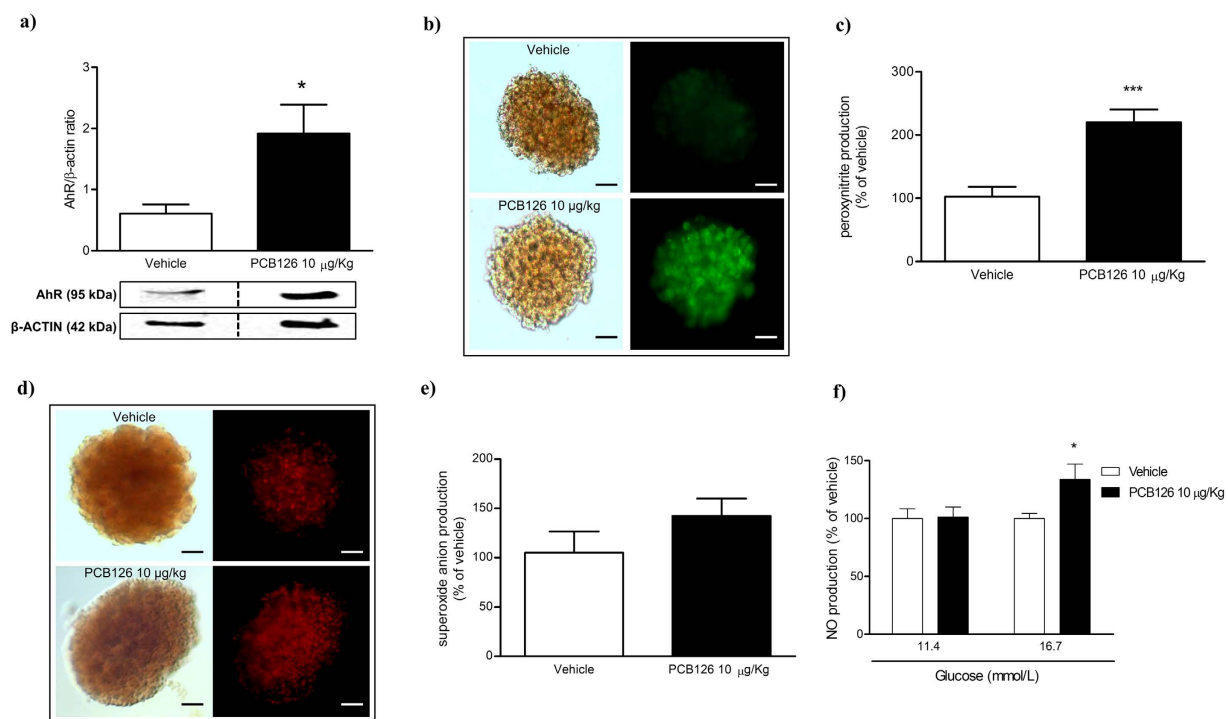 a)
3
2
1
0
AhR/β-actin ratio
*
Vehicle
PCB126 10 μg/Kg
AhR (95 kDa)
β-ACTIN (42 kDa)
b)
Vehicle
PCB126 10 µg/kg
c)
300
200
100
0
peroxynitrite production
(% of vehicle)
***
Vehicle
PCB126 10 μg/Kg
d)
Vehicle
PCB126 10 µg/kg
e)
200
150
100
50
0
superoxide anion production
(% of vehicle)
Vehicle
PCB126 10 μg/Kg
f)
150
100
50
0
NO production (% of vehicle)
*
Vehicle
PCB126 10 μg/Kg
11.4
16.7
Glucose (mmol/L)